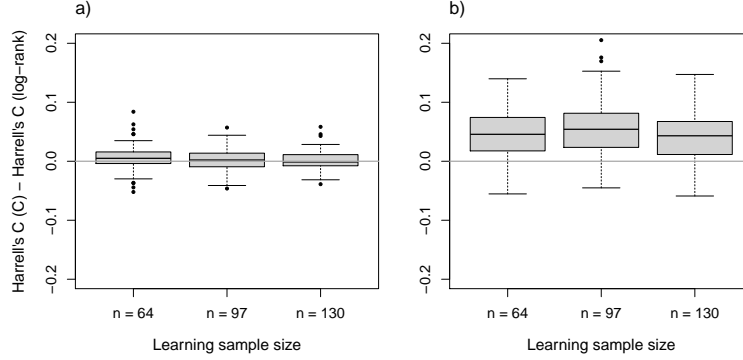 a)
b)
Harrell's C (C) − Harrell's C (log−rank)
0.2
0.1
0.0
−0.1
−0.2
n = 64
n = 97
n = 130
Learning sample size
0.2
0.1
0.0
−0.1
−0.2
n = 64
n = 97
n = 130
Learning sample size